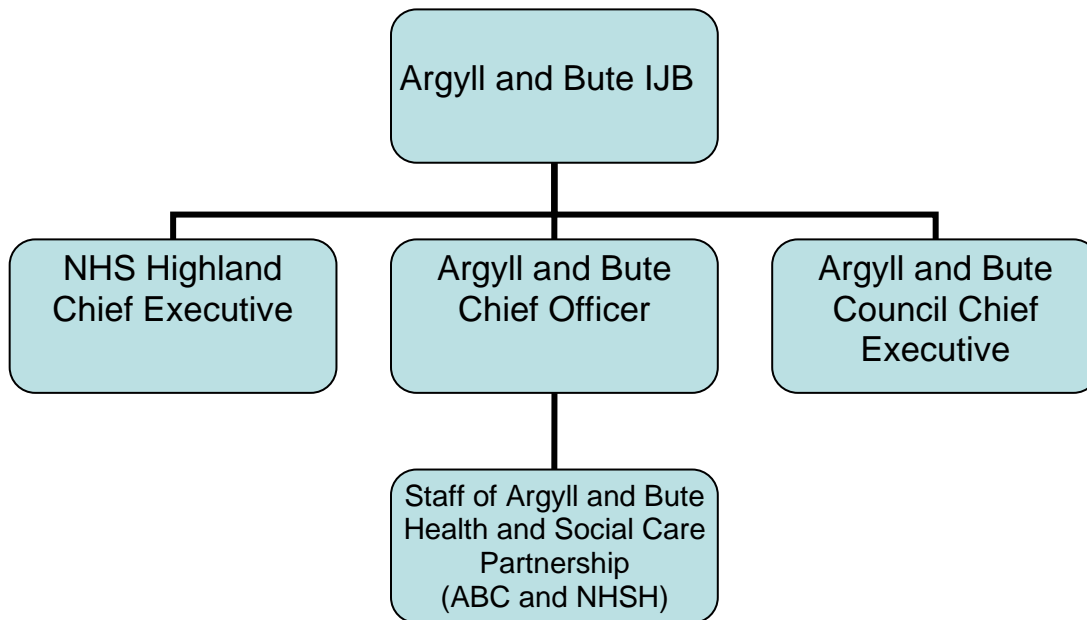 Argyll and Bute IJB
NHS Highland
Chief Executive
Argyll and Bute
Chief Officer
Argyll and Bute
Council Chief
Executive
Staff of Argyll and Bute
Health and Social Care
Partnership
(ABC and NHSH)